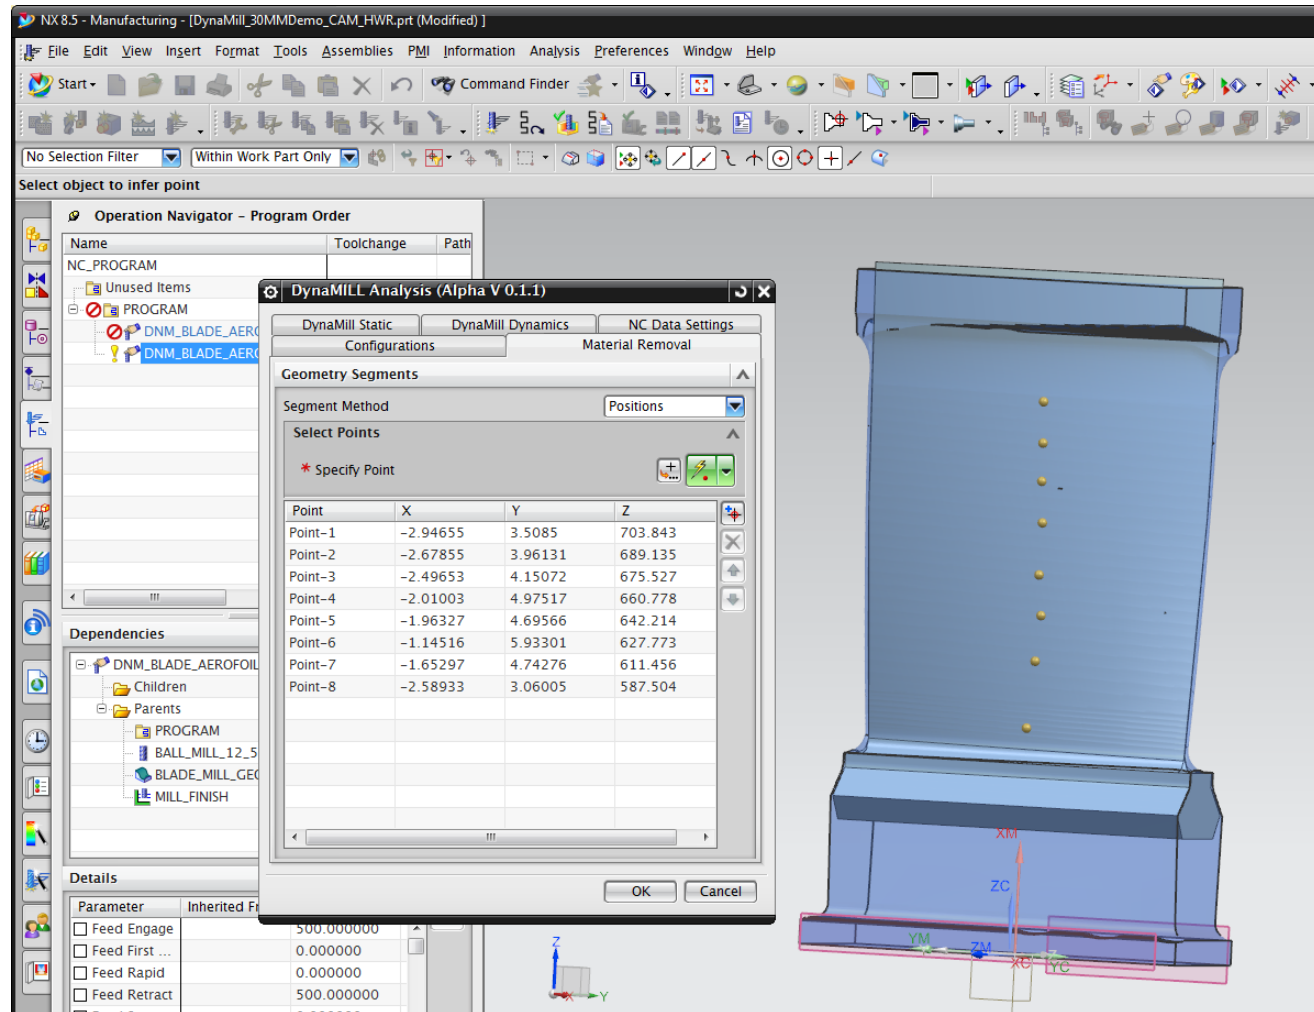 NX 8.5 - Manufacturing - [DynaMill_30MMDemo_CAM_HWR.prt (Modified) ]
File Edit View Insert Format Tools Assemblies PMI Information Analysis Preferences Window Help
Start Command Finder
No Selection Filter Within Work Part Only
Select object to infer point
Operation Navigator - Program Order
Name Toolchange Path
NC_PROGRAM
Unused Items
PROGRAM
DNM_BLADE_AERO
DNM_BLADE_AERO
Dependencies
DNM_BLADE_AEROFOIL
Children
Parents
PROGRAM
BALL_MILL_12_5
BLADE_MILL_GEO
MILL_FINISH
Details
Parameter Inherited Fr
Feed Engage 500.000000
Feed First ... 0.000000
Feed Rapid 0.000000
Feed Retract 500.000000
DynaMILL Analysis (Alpha V 0.1.1)
DynaMill Static DynaMill Dynamics NC Data Settings
Configurations Material Removal
Geometry Segments
Segment Method Positions
Select Points
* Specify Point
Point X Y Z
Point-1 -2.94655 3.5085 703.843
Point-2 -2.67855 3.96131 689.135
Point-3 -2.49653 4.15072 675.527
Point-4 -2.01003 4.97517 660.778
Point-5 -1.96327 4.69566 642.214
Point-6 -1.14516 5.93301 627.773
Point-7 -1.65297 4.74276 611.456
Point-8 -2.58933 3.06005 587.504
OK Cancel
XM
ZC
YM ZM XC YC
Z
X Y